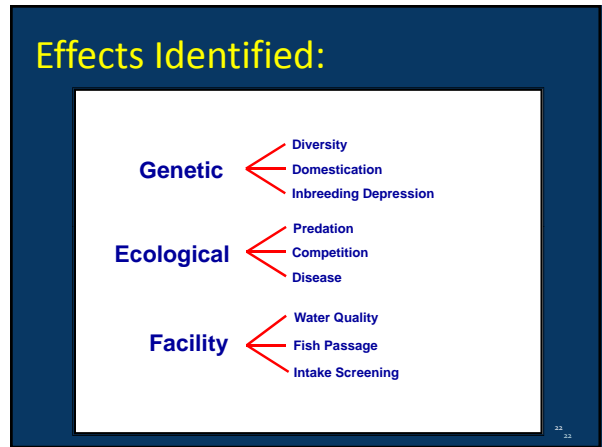 Effects Identified:
Genetic
Diversity
Domestication
Inbreeding Depression
Ecological
Predation
Competition
Disease
Facility
Water Quality
Fish Passage
Intake Screening
22
22